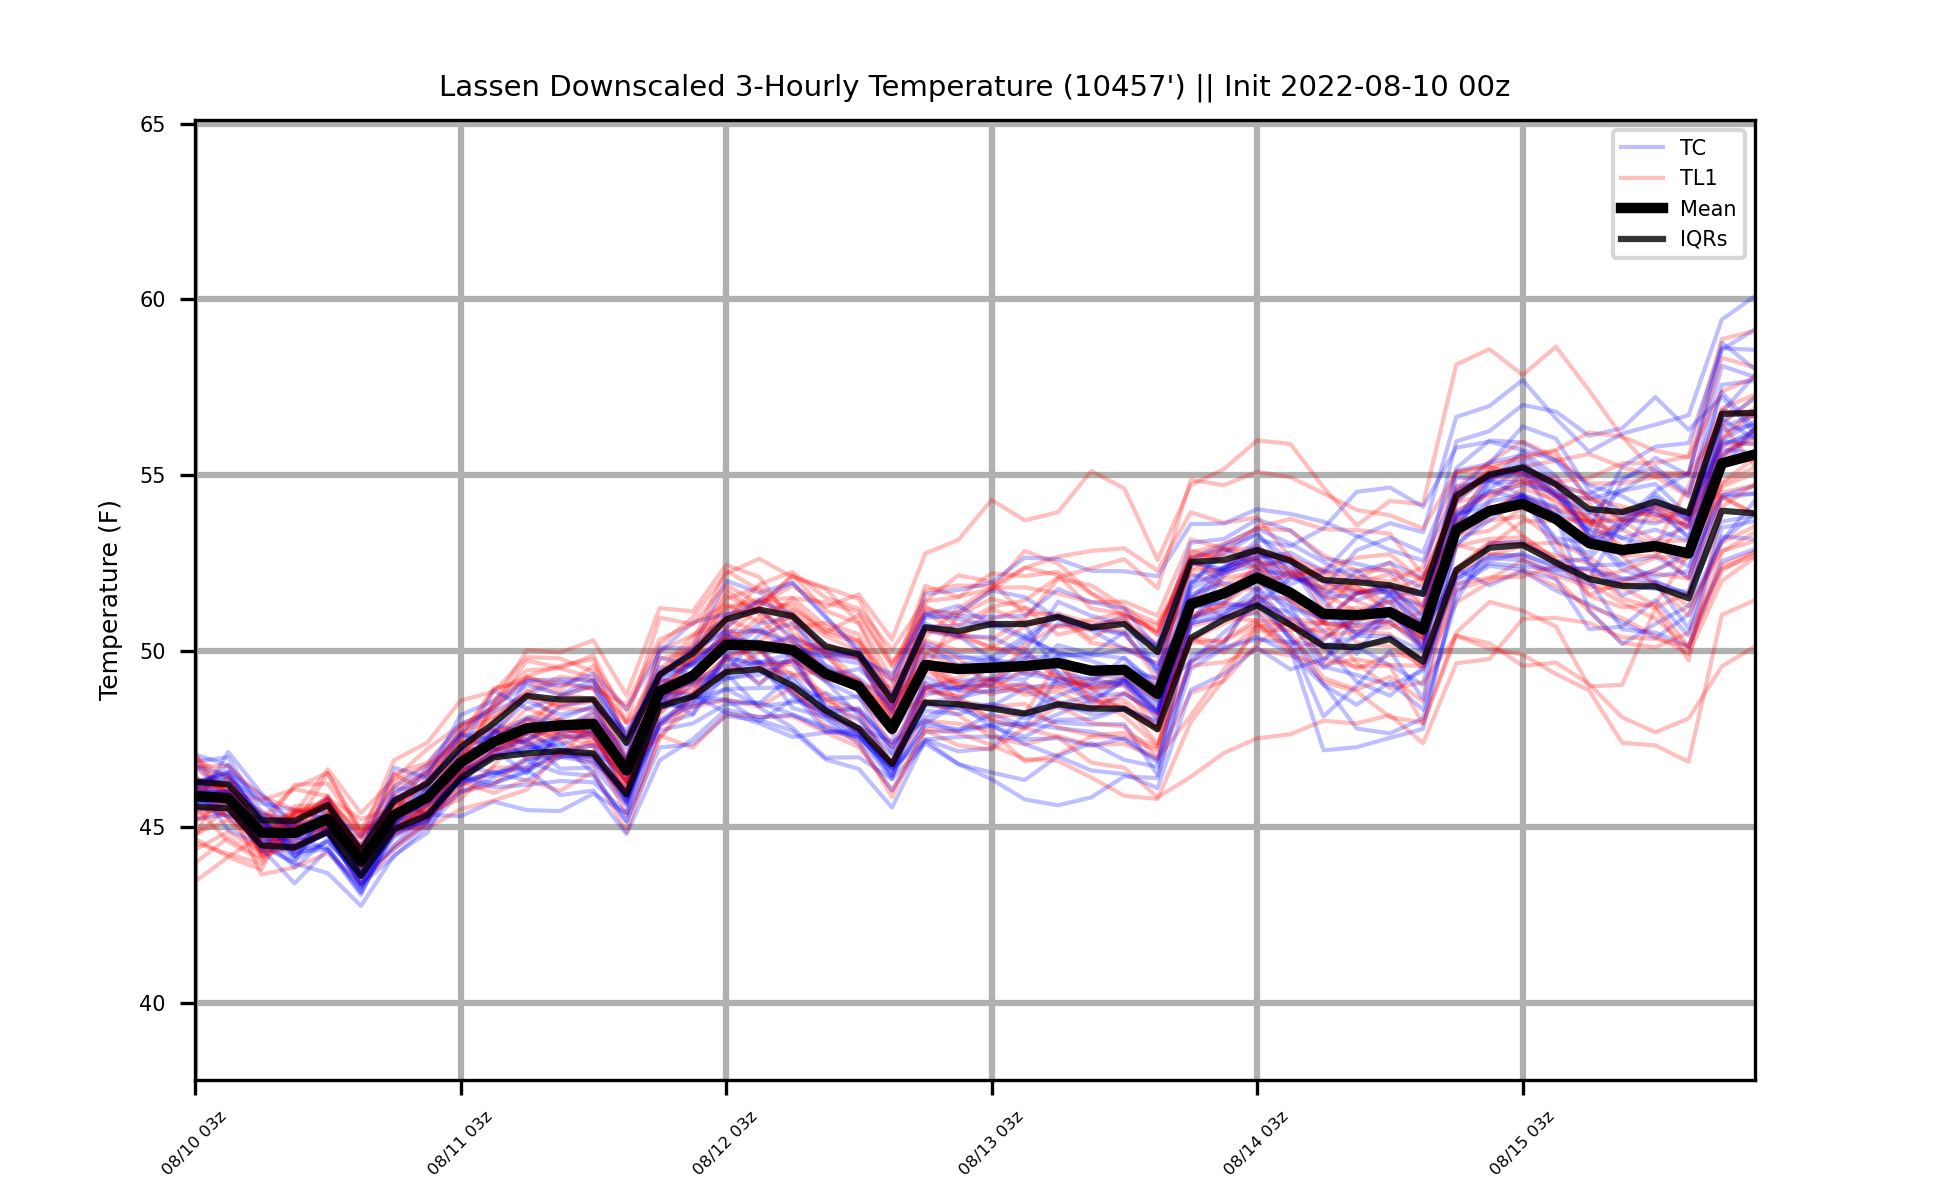 Lassen Downscaled 3-Hourly Temperature (10457') || Init 2022-08-10 00z
65
60
55
50
45
40
Temperature (F)
TC
TL1
Mean
IQRs
08/10 03z
08/11 03z
08/12 03z
08/13 03z
08/14 03z
08/15 03z